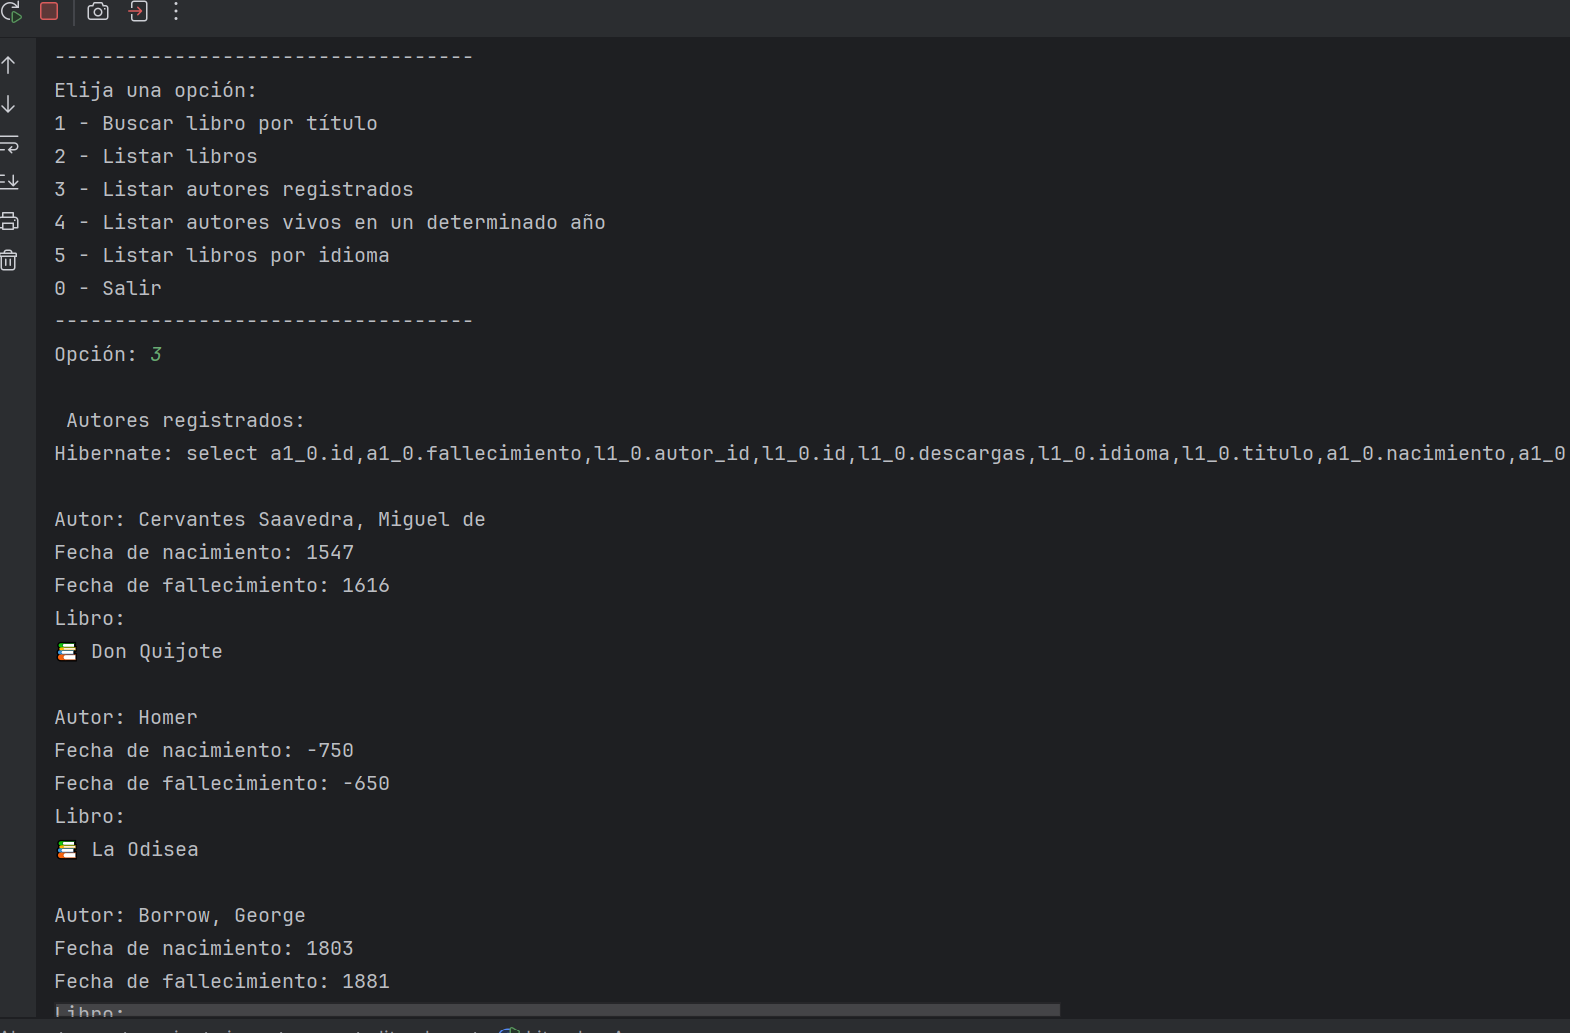 -----------------------------------
Elija una opción:
1 - Buscar libro por título
2 - Listar libros
3 - Listar autores registrados
4 - Listar autores vivos en un determinado año
5 - Listar libros por idioma
0 - Salir
-----------------------------------
Opción: 3
Autores registrados:
Hibernate: select a1_0.id,a1_0.fallecimiento,l1_0.autor_id,l1_0.id,l1_0.descargas,l1_0.idioma,l1_0.titulo,a1_0.nacimiento,a1_0
Autor: Cervantes Saavedra, Miguel de
Fecha de nacimiento: 1547
Fecha de fallecimiento: 1616
Libro:
📚 Don Quijote
Autor: Homer
Fecha de nacimiento: -750
Fecha de fallecimiento: -650
Libro:
📚 La Odisea
Autor: Borrow, George
Fecha de nacimiento: 1803
Fecha de fallecimiento: 1881
Libro: